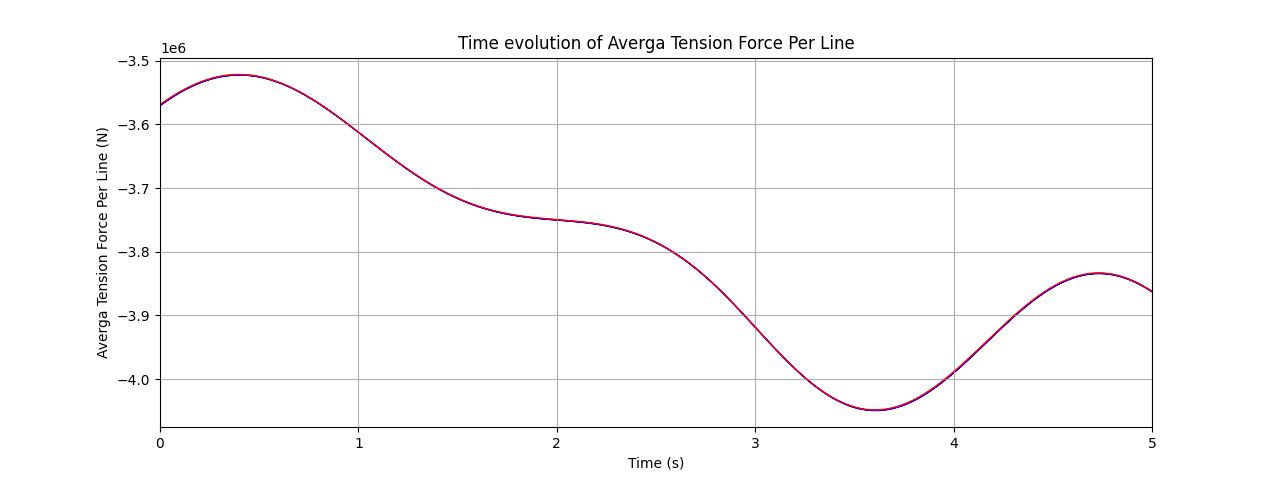 Time evolution of Averga Tension Force Per Line
1e6
−3.5
−3.6
−3.7
−3.8
−3.9
−4.0
Averga Tension Force Per Line (N)
0 1 2 3 4 5
Time (s)